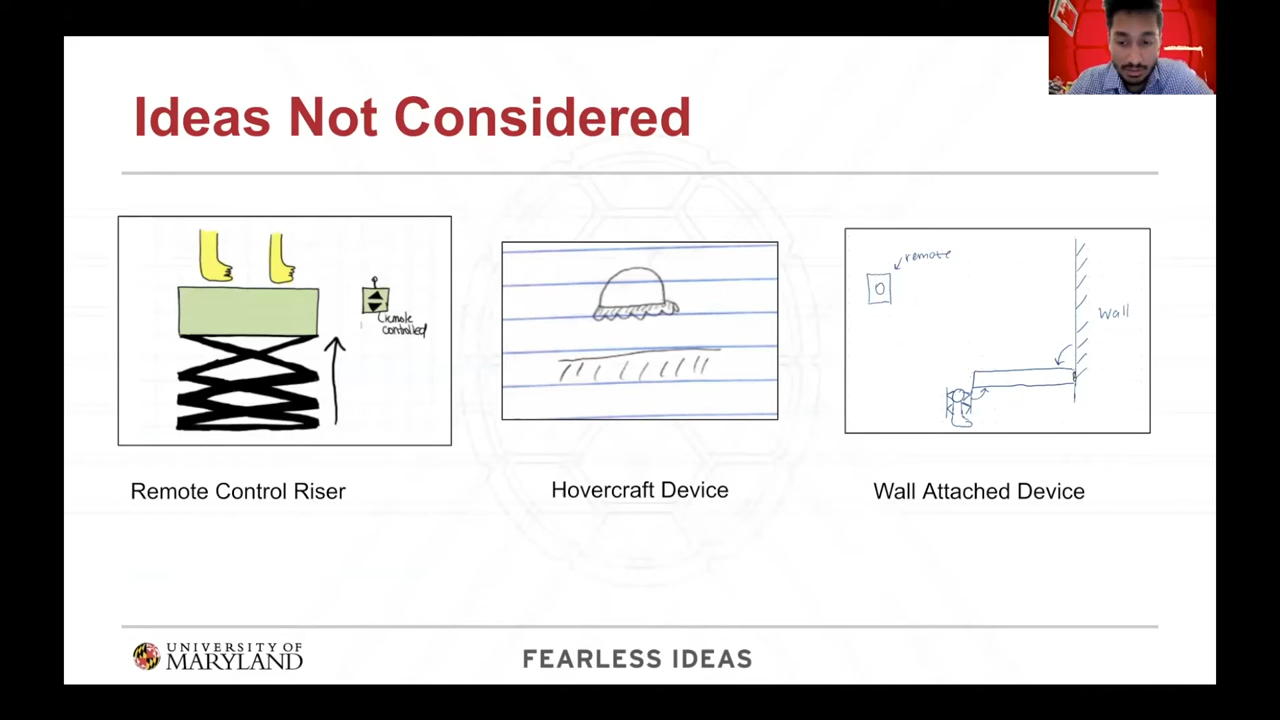 Ideas Not Considered
Remote controlled
remote
Wall
Remote Control Riser
Hovercraft Device
Wall Attached Device
UNIVERSITY OF
MARYLAND
FEARLESS IDEAS